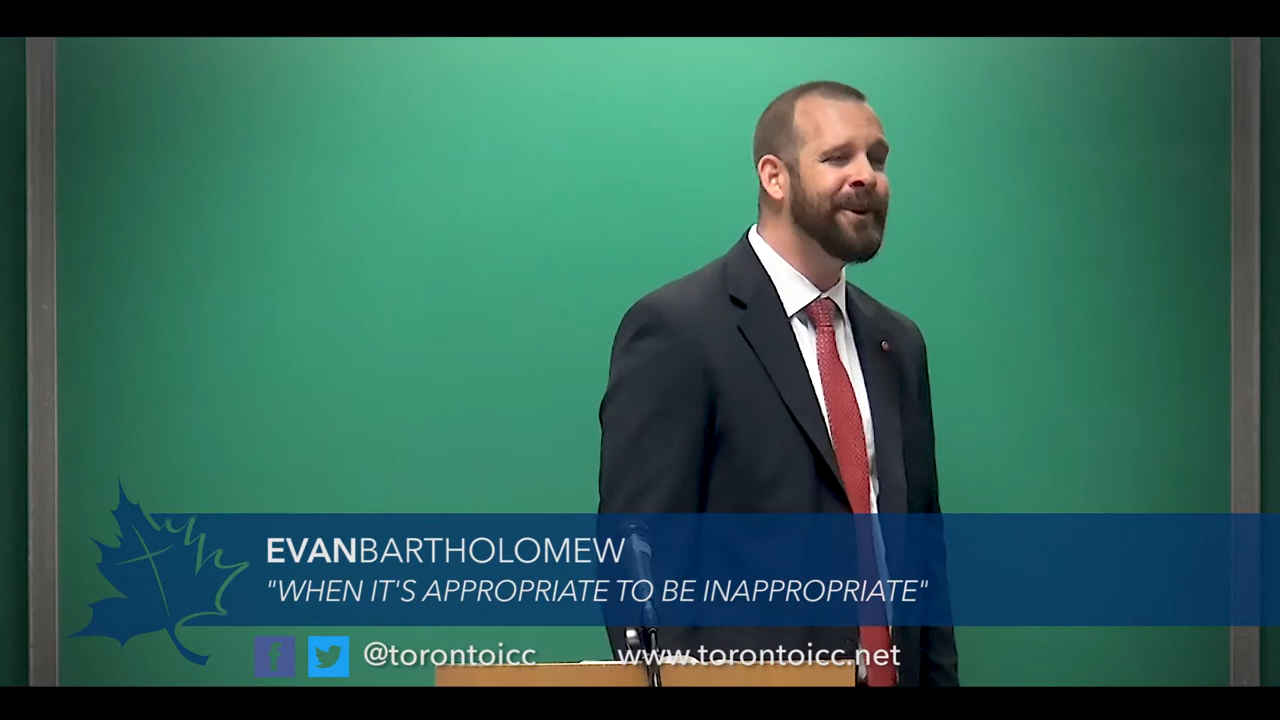 EVANBARTHOLOMEW
"WHEN IT'S APPROPRIATE TO BE INAPPROPRIATE"
@torontoicc www.torontoicc.net